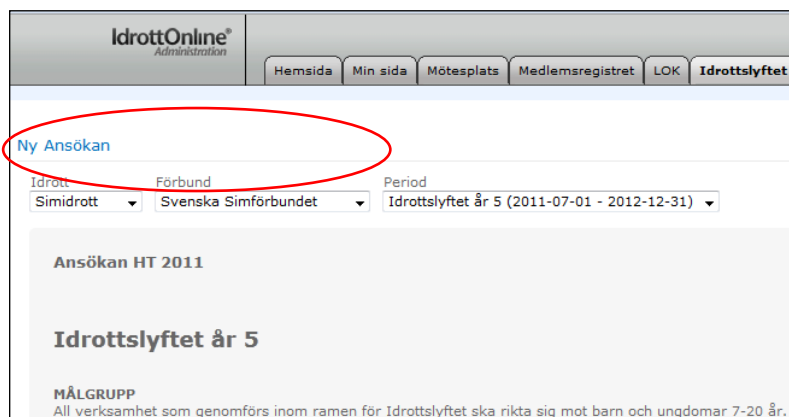 IdrottOnline®
Administration
Hemsida Min sida Mötesplats Medlemsregistret LOK Idrottslyftet
Ny Ansökan
Idrott Förbund Period
Simidrott Svenska Simförbundet Idrottslyftet år 5 (2011-07-01 - 2012-12-31)
Ansökan HT 2011
Idrottslyftet år 5
MÅLGRUPP
All verksamhet som genomförs inom ramen för Idrottslyftet ska rikta sig mot barn och ungdomar 7-20 år.